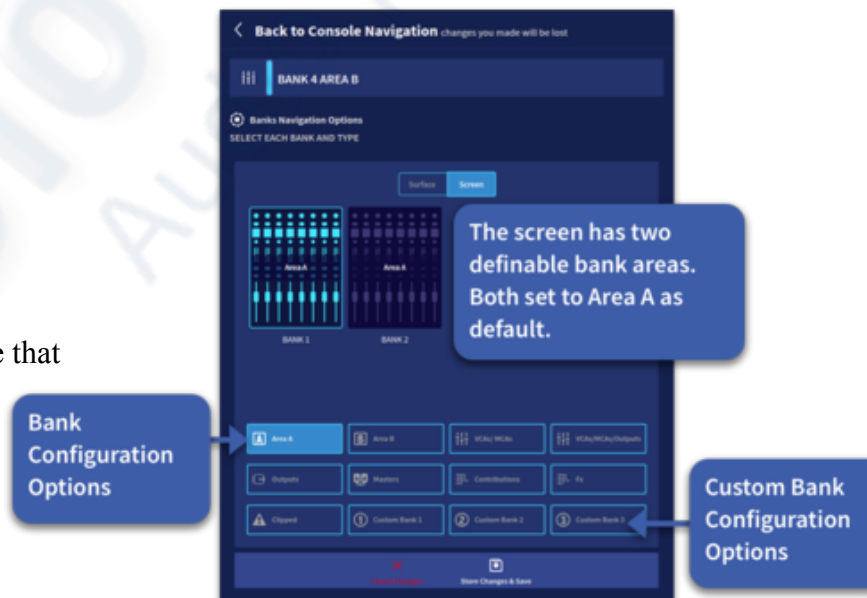 Back to Console Navigation changes you made will be lost
BANK 4 AREA B
Banks Navigation Options
SELECT EACH BANK AND TYPE
Surface Screen
Area A Area A
BANK 1 BANK 2
The screen has two
definable bank areas.
Both set to Area A as
default.
e that
Bank
Configuration
Options
A Area A B Area B VCAs/MCAs VCAs/MCAs/Outputs
Outputs Masters Contributions Fx
Clipped 1 Custom Bank 1 2 Custom Bank 2 3 Custom Bank 3
Custom Bank
Configuration
Options
Store Changes & Save